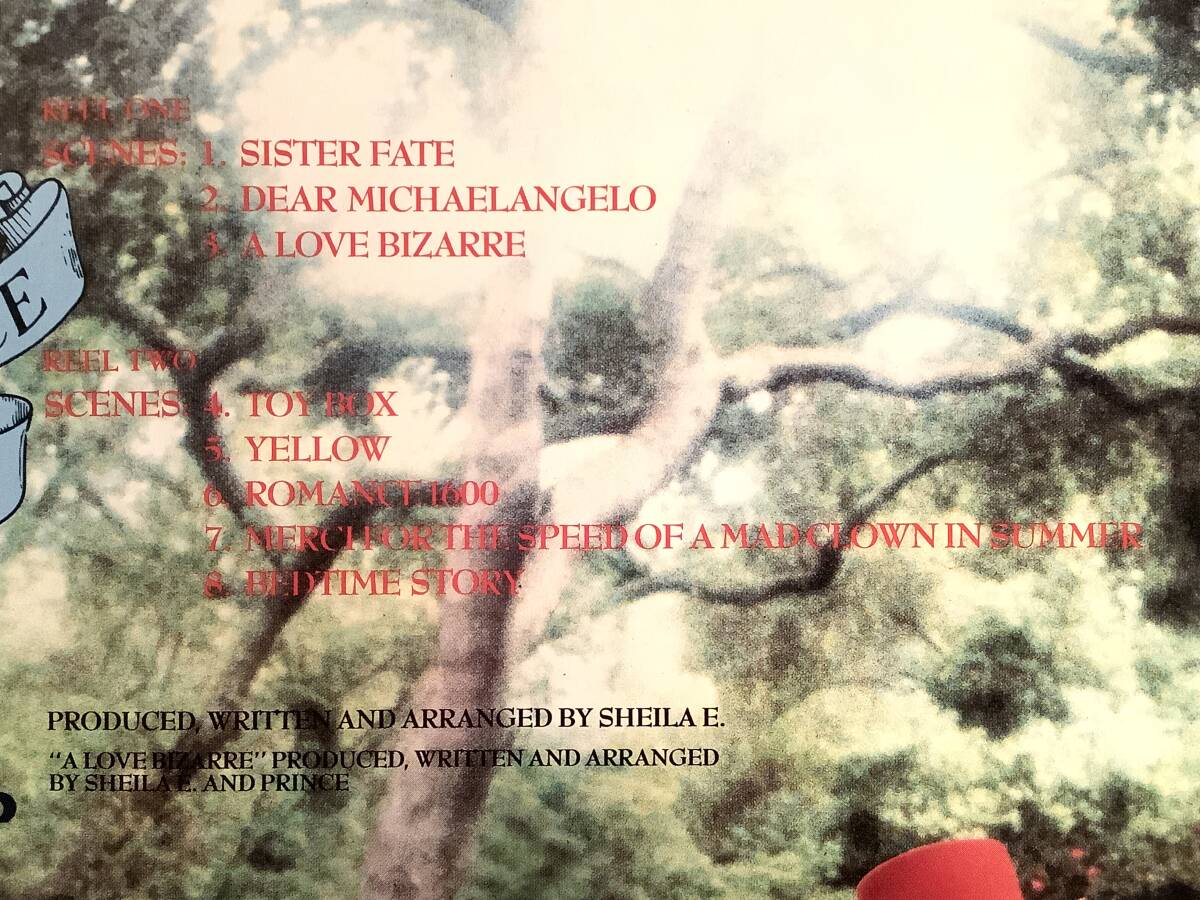 REEL ONE
SCENES: 1. SISTER FATE
2. DEAR MICHAELANGELO
3. A LOVE BIZARRE
CE
REEL TWO
SCENES: 4. TOY BOX
5. YELLOW
6. ROMANCE 1600
7. MERCI FOR THE SPEED OF A MAD CLOWN IN SUMMER
8. BEDTIME STORY
PRODUCED, WRITTEN AND ARRANGED BY SHEILA E.
"A LOVE BIZARRE" PRODUCED, WRITTEN AND ARRANGED
BY SHEILA E. AND PRINCE